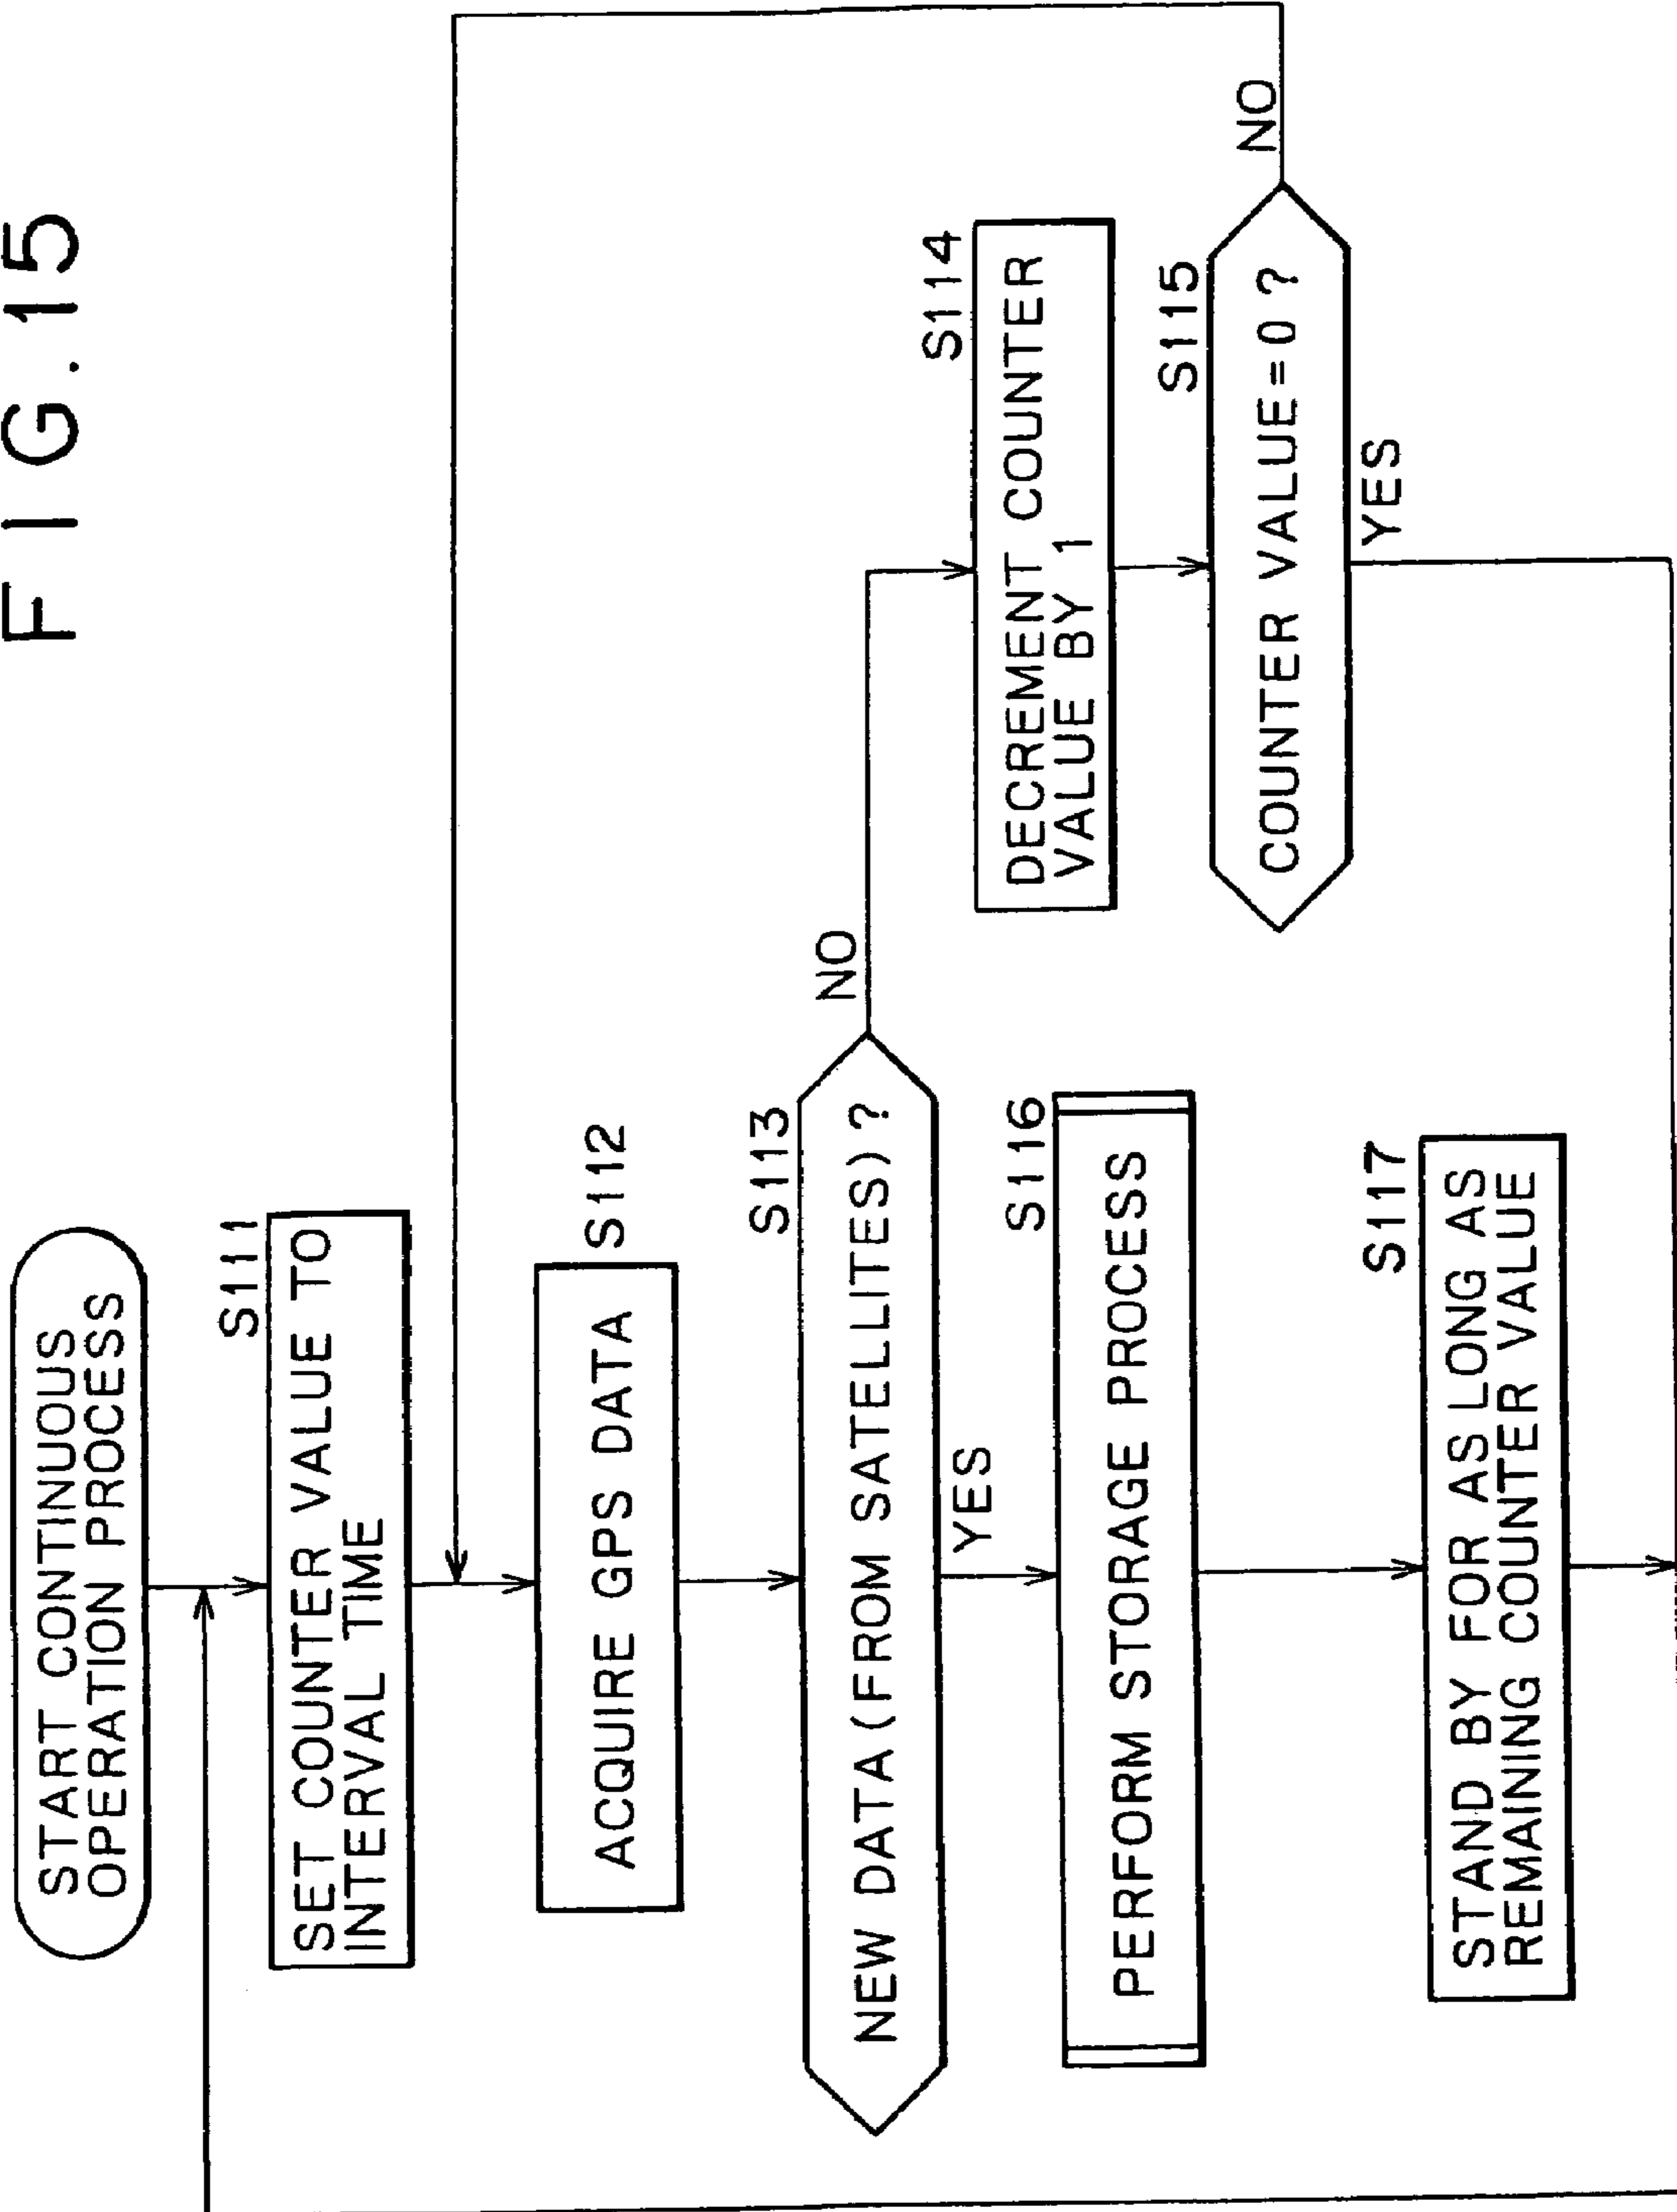 FIG.15
START CONTINUOUS
OPERATION PROCESS
S111
SET COUNTER VALUE TO
INTERVAL TIME
S112
ACQUIRE GPS DATA
S113
NEW DATA (FROM SATELLITES) ?
NO
YES
S114
DECREMENT COUNTER
VALUE BY 1
S115
COUNTER VALUE=0 ?
NO
YES
S116
PERFORM STORAGE PROCESS
S117
STAND BY FOR AS LONG AS
REMAINING COUNTER VALUE